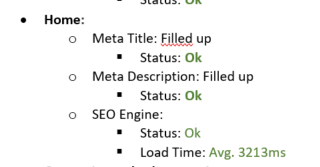 Status: Ok
Home:
Meta Title: Filled up
Status: Ok
Meta Description: Filled up
Status: Ok
SEO Engine:
Status: Ok
Load Time: Avg. 3213ms